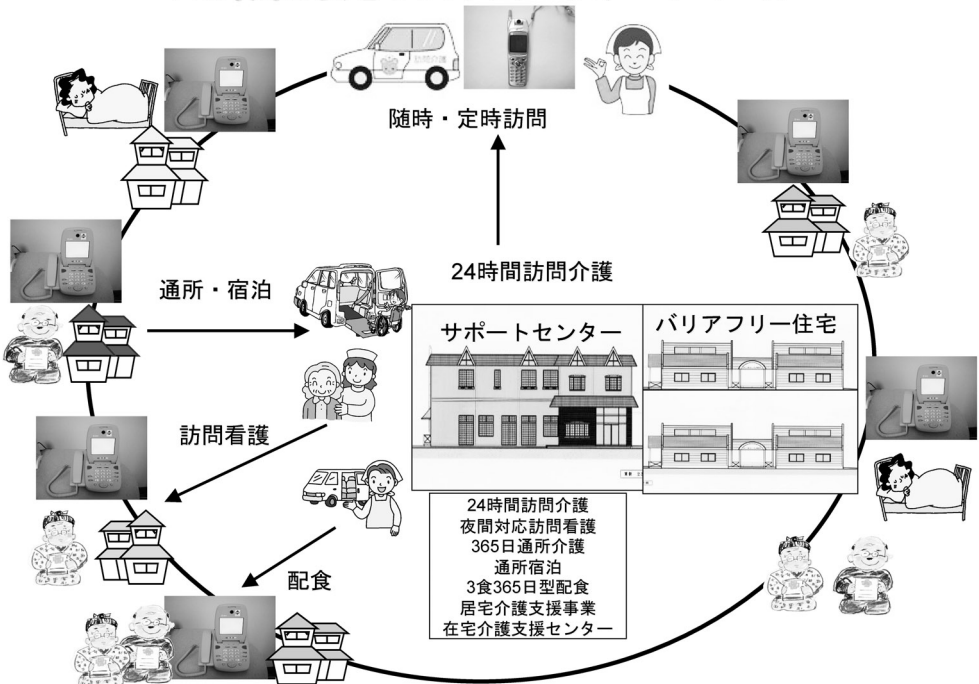 随時・定時訪問
24時間訪問介護
通所・宿泊
サポートセンター
バリアフリー住宅
訪問看護
配食
24時間訪問介護
夜間対応訪問看護
365日通所介護
通所宿泊
3食365日型配食
居宅介護支援事業
在宅介護支援センター